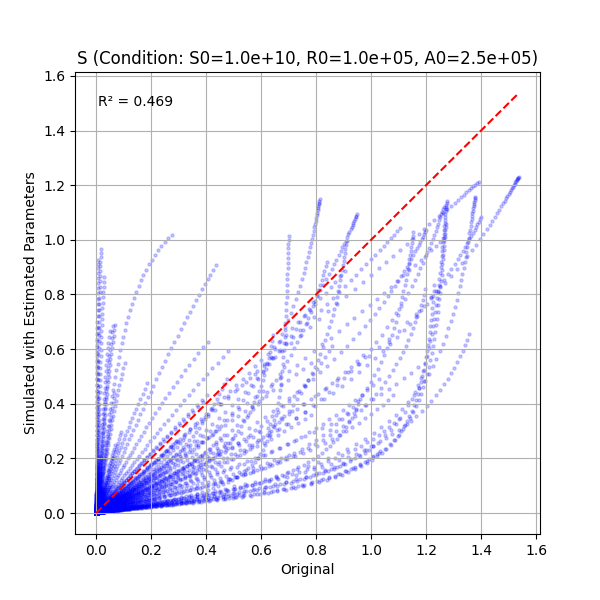 S (Condition: S0=1.0e+10, R0=1.0e+05, A0=2.5e+05)
R² = 0.469
Simulated with Estimated Parameters
1.6
1.4
1.2
1.0
0.8
0.6
0.4
0.2
0.0
0.0 0.2 0.4 0.6 0.8 1.0 1.2 1.4 1.6
Original